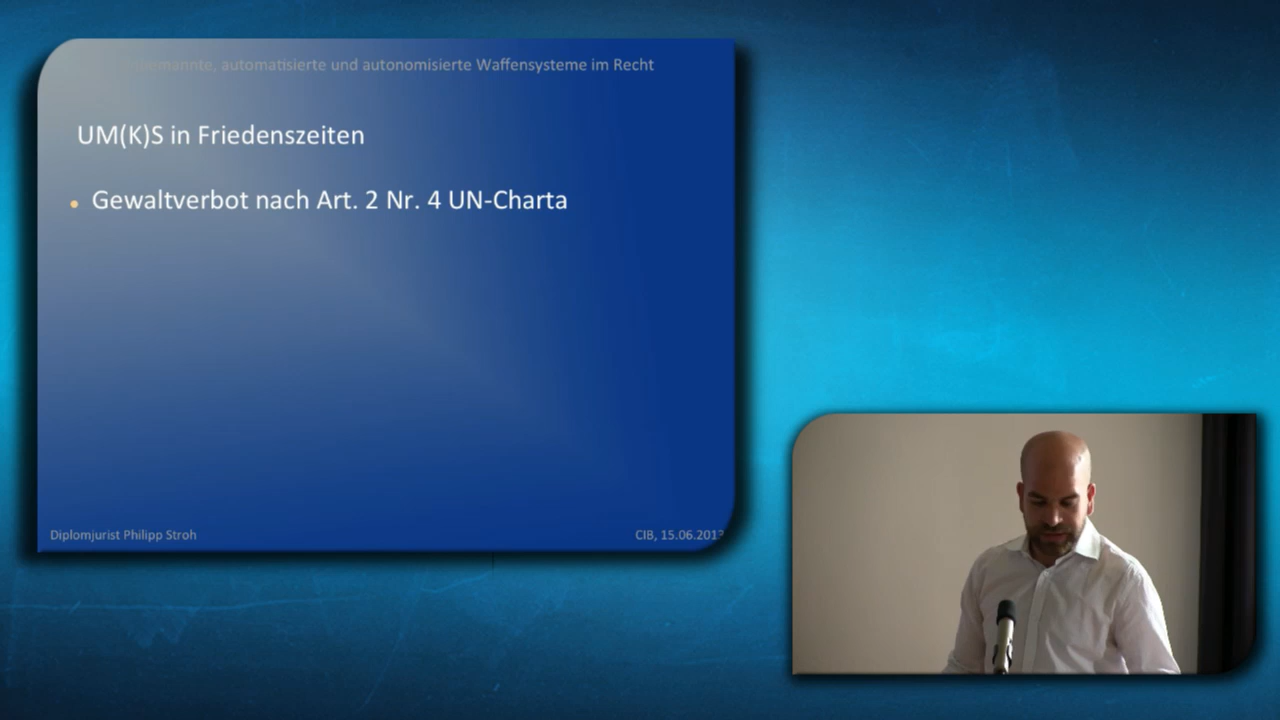 automatisierte und autonomisierte Waffensysteme im Recht
UM(K)S in Friedenszeiten
• Gewaltverbot nach Art. 2 Nr. 4 UN-Charta
Diplomjurist Philipp Stroh
CIB, 15.06.2013